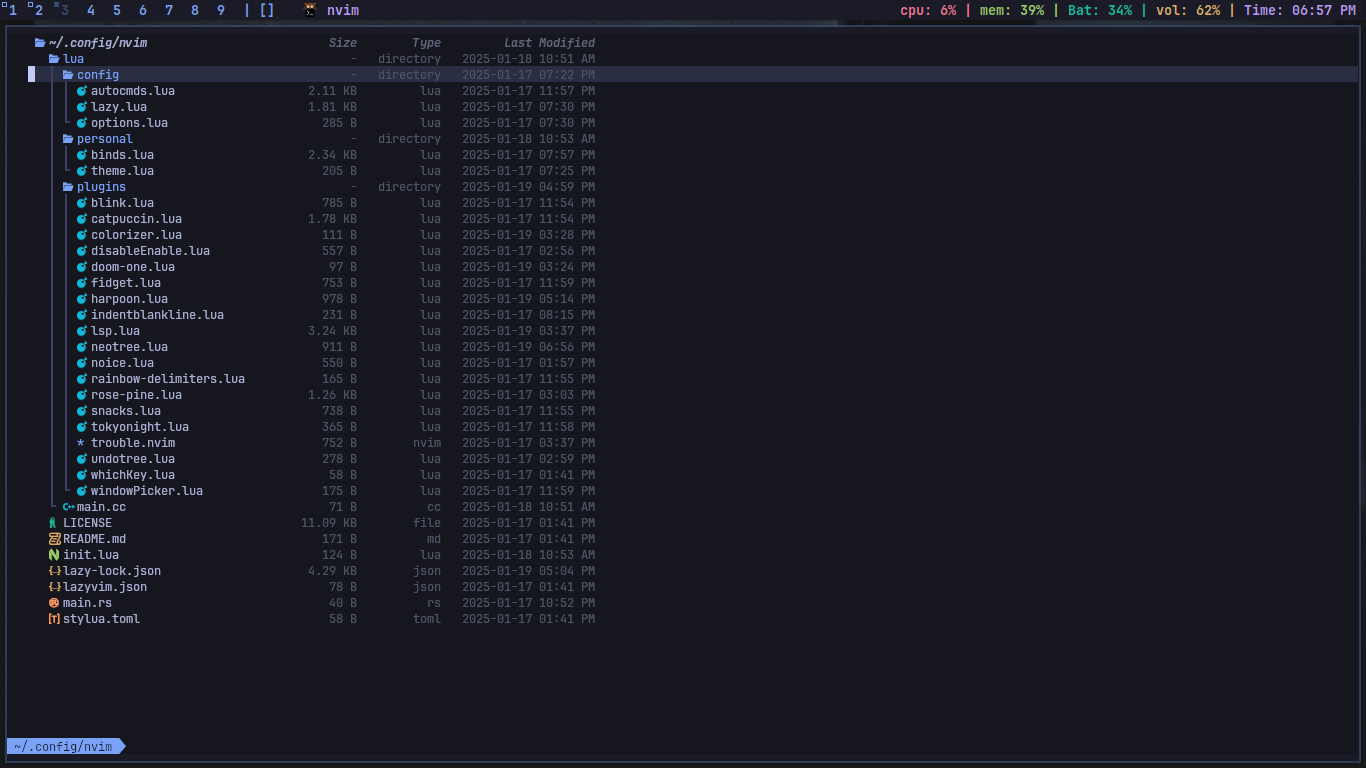 1 2 3 4 5 6 7 8 9 | [] nvim cpu: 6% | mem: 39% | Bat: 34% | vol: 62% | Time: 06:57 PM
~/.config/nvim Size Type Last Modified
lua - directory 2025-01-18 10:51 AM
config - directory 2025-01-17 07:22 PM
autocmds.lua 2.11 KB lua 2025-01-17 11:57 PM
lazy.lua 1.81 KB lua 2025-01-17 07:30 PM
options.lua 285 B lua 2025-01-17 07:30 PM
personal - directory 2025-01-18 10:53 AM
binds.lua 2.34 KB lua 2025-01-17 07:57 PM
theme.lua 205 B lua 2025-01-17 07:25 PM
plugins - directory 2025-01-19 04:59 PM
blink.lua 785 B lua 2025-01-17 11:54 PM
catpuccin.lua 1.78 KB lua 2025-01-17 11:54 PM
colorizer.lua 111 B lua 2025-01-19 03:28 PM
disableEnable.lua 557 B lua 2025-01-17 02:56 PM
doom-one.lua 97 B lua 2025-01-19 03:24 PM
fidget.lua 753 B lua 2025-01-17 11:59 PM
harpoon.lua 978 B lua 2025-01-19 05:14 PM
indentblankline.lua 231 B lua 2025-01-17 08:15 PM
lsp.lua 3.24 KB lua 2025-01-19 03:37 PM
neotree.lua 911 B lua 2025-01-19 06:56 PM
noice.lua 550 B lua 2025-01-17 01:57 PM
rainbow-delimiters.lua 165 B lua 2025-01-17 11:55 PM
rose-pine.lua 1.26 KB lua 2025-01-17 03:03 PM
snacks.lua 738 B lua 2025-01-17 11:55 PM
tokyonight.lua 365 B lua 2025-01-17 11:58 PM
* trouble.nvim 752 B nvim 2025-01-17 03:37 PM
undotree.lua 278 B lua 2025-01-17 02:59 PM
whichKey.lua 58 B lua 2025-01-17 01:41 PM
windowPicker.lua 175 B lua 2025-01-17 11:59 PM
main.cc 71 B cc 2025-01-18 10:51 AM
LICENSE 11.09 KB file 2025-01-17 01:41 PM
README.md 171 B md 2025-01-17 01:41 PM
init.lua 124 B lua 2025-01-18 10:53 AM
lazy-lock.json 4.29 KB json 2025-01-19 05:04 PM
lazyvim.json 78 B json 2025-01-17 01:41 PM
main.rs 40 B rs 2025-01-17 10:52 PM
stylua.toml 58 B toml 2025-01-17 01:41 PM
~/.config/nvim